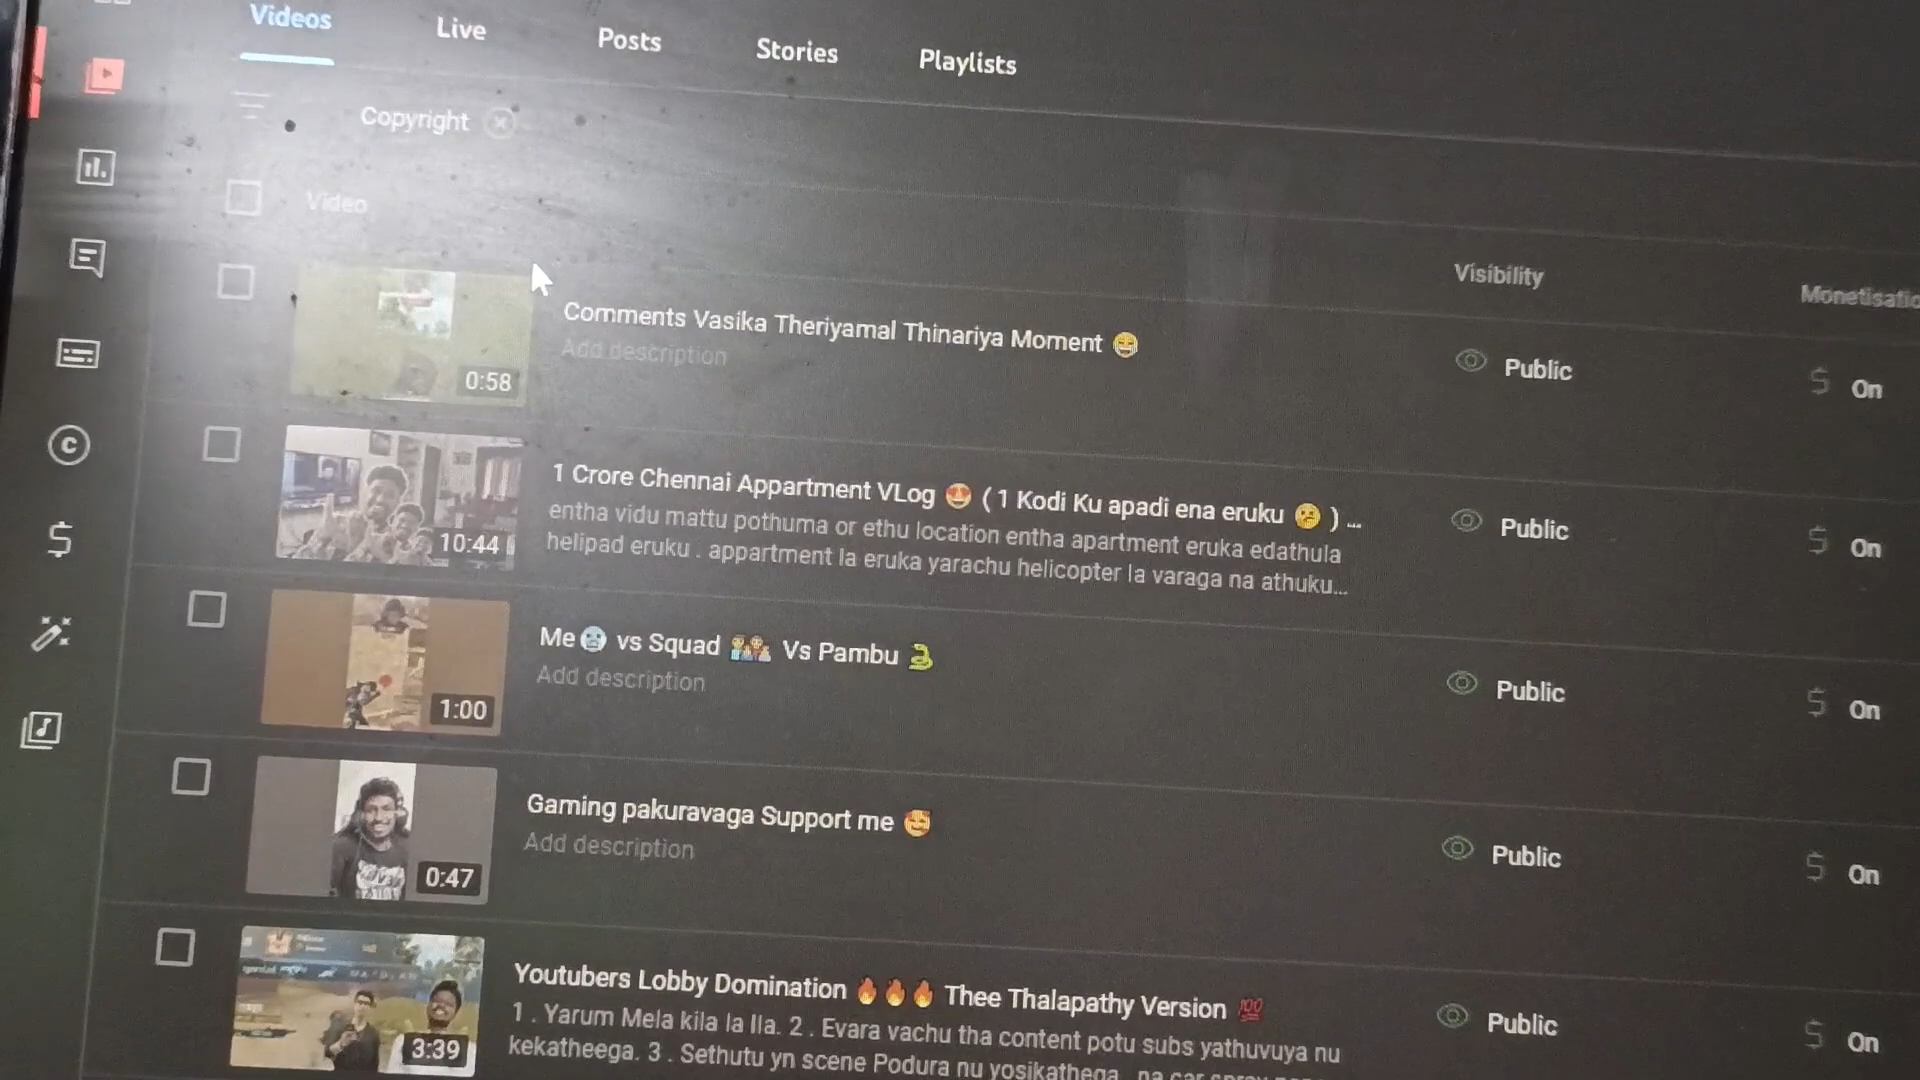 Videos
Live
Posts
Stories
Playlists
Copyright
Video
Visibility
Comments Vasika Theriyamal Thinariya Moment 😂
Add description
0:58
Public
On
1 Crore Chennai Appartment VLog 😍 ( 1 Kodi Ku apadi ena eruku 🤔 ) ...
entha vidu mattu pothuma or ethu location entha apartment eruka edathula
helipad eruku . appartment la eruka yarachu helicopter la varaga na athuku...
10:44
Public
On
Me🥶 vs Squad 👨‍👩‍👧‍👦 Vs Pambu 🐍
Add description
1:00
Public
On
Gaming pakuravaga Support me 🥰
Add description
0:47
Public
On
Youtubers Lobby Domination 🔥🔥🔥 Thee Thalapathy Version 💯
1 . Yarum Mela kila la lla. 2 . Evara vachu tha content potu subs yathuvuya nu
kekatheega. 3 . Sethutu yn scene Podura nu yosikathega
3:39
Public
On